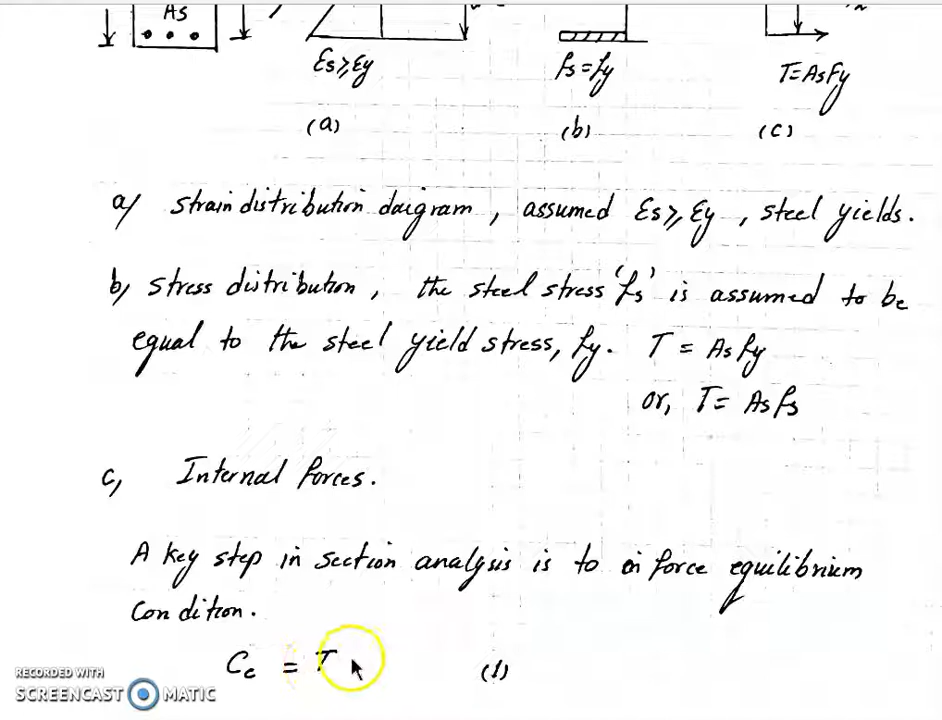 As
εs ≥ εy
fs = fy
T = AsFy
(a)
(b)
(c)
a) strain distribution daigram, assumed εs ≥ εy, steel yields.
b) stress distribution, the steel stress 'fs' is assumed to be
equal to the steel yield stress, fy. T = As fy
or, T = As fs
c) Internal forces.
A key step in section analysis is to in force equilibrium
condition.
Cc = T (1)
RECORDED WITH
SCREENCAST MATIC